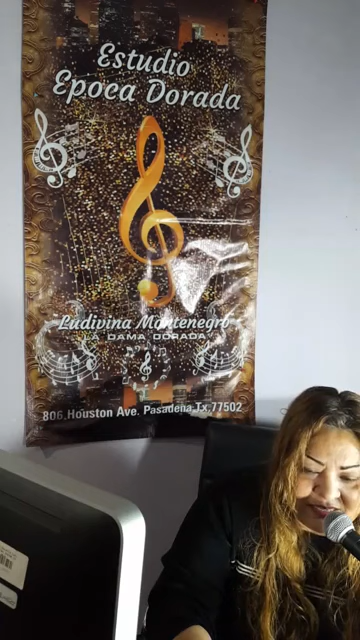 Estudio
Epoca Dorada
Ludivina Montenegro
"LA DAMA DORADA"
806,Houston Ave. Pasadena Tx,77502